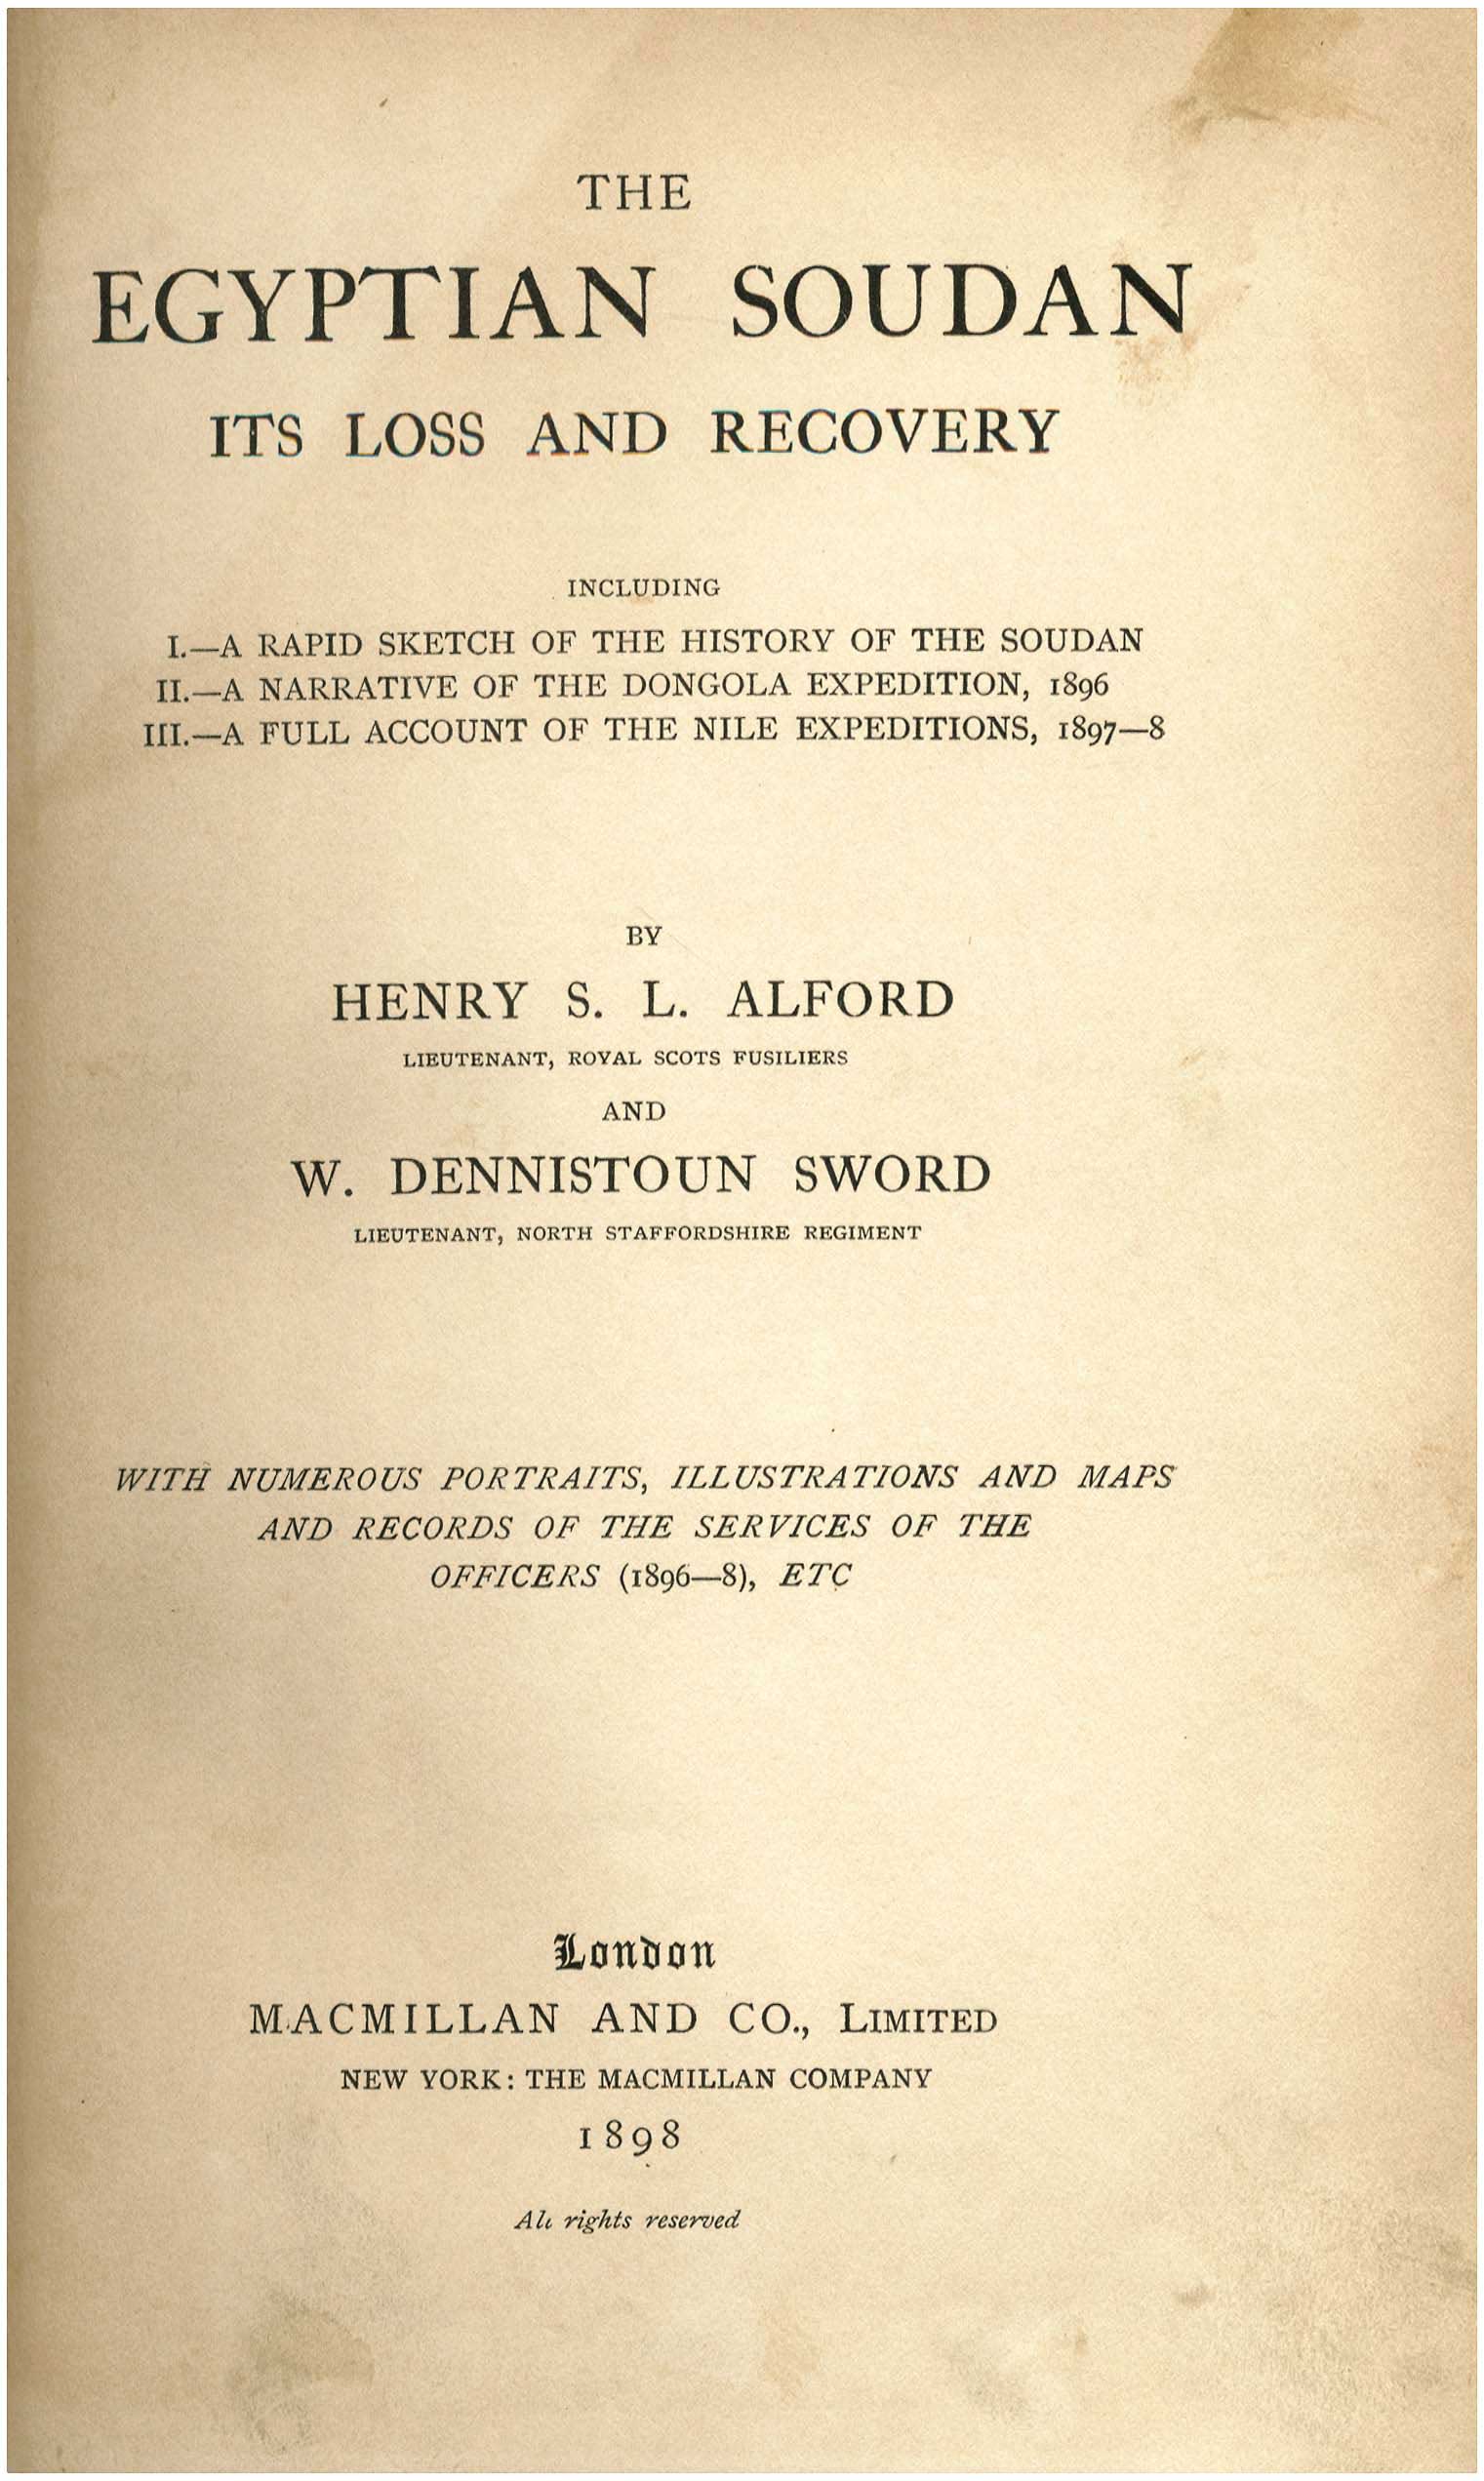 THE
EGYPTIAN SOUDAN
ITS LOSS AND RECOVERY
INCLUDING
I.—A RAPID SKETCH OF THE HISTORY OF THE SOUDAN
II.—A NARRATIVE OF THE DONGOLA EXPEDITION, 1896
III.—A FULL ACCOUNT OF THE NILE EXPEDITIONS, 1897—8
BY
HENRY S. L. ALFORD
LIEUTENANT, ROYAL SCOTS FUSILIERS
AND
W. DENNISTOUN SWORD
LIEUTENANT, NORTH STAFFORDSHIRE REGIMENT
WITH NUMEROUS PORTRAITS, ILLUSTRATIONS AND MAPS
AND RECORDS OF THE SERVICES OF THE
OFFICERS (1896—8), ETC
London
MACMILLAN AND CO., LIMITED
NEW YORK: THE MACMILLAN COMPANY
1898
All rights reserved